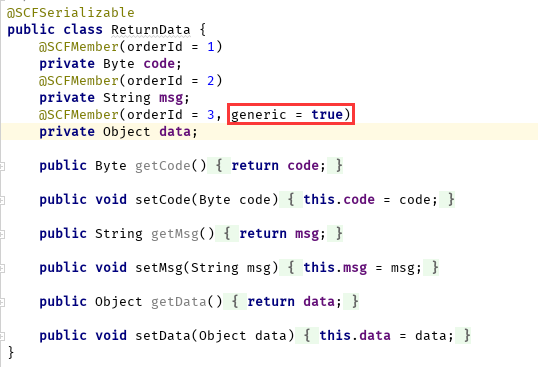 @SCFSerializable
public class ReturnData {
@SCFMember(orderId = 1)
private Byte code;
@SCFMember(orderId = 2)
private String msg;
@SCFMember(orderId = 3, generic = true)
private Object data;
public Byte getCode() { return code; }
public void setCode(Byte code) { this.code = code; }
public String getMsg() { return msg; }
public void setMsg(String msg) { this.msg = msg; }
public Object getData() { return data; }
public void setData(Object data) { this.data = data; }
}